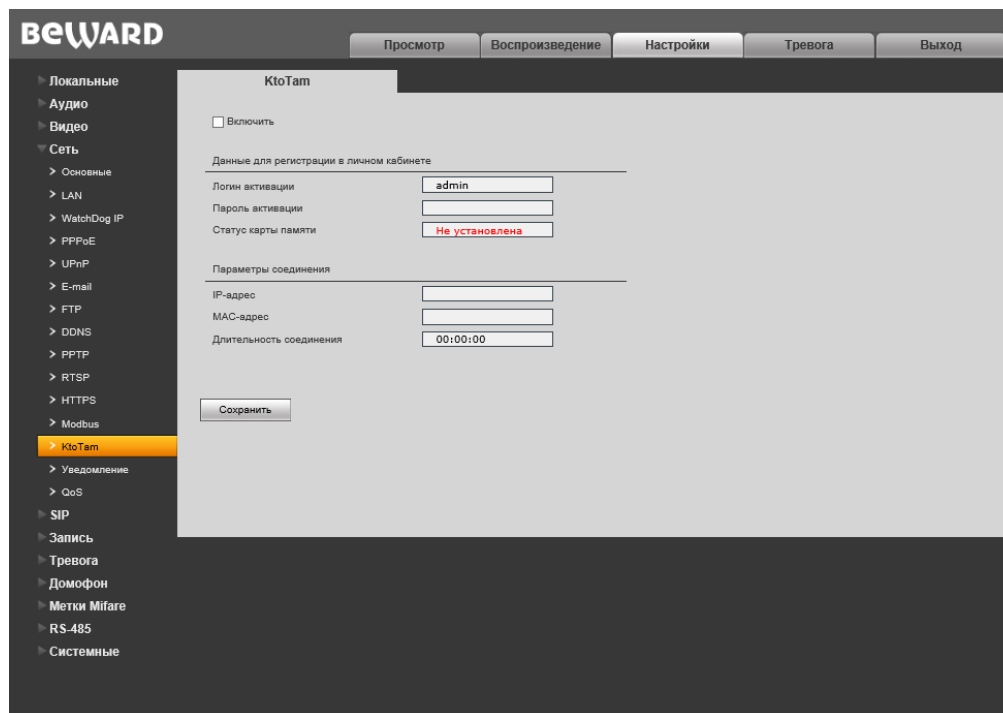 BEWARD
Просмотр
Воспроизведение
Настройки
Тревога
Выход
Локальные
Аудио
Видео
Сеть
Основные
LAN
WatchDog IP
PPPoE
UPnP
E-mail
FTP
DDNS
PPTP
RTSP
HTTPS
Modbus
KtoTam
Уведомление
QoS
SIP
Запись
Тревога
Домофон
Метки Mifare
RS-485
Системные
KtoTam
Включить
Данные для регистрации в личном кабинете
Логин активации admin
Пароль активации
Статус карты памяти Не установлена
Параметры соединения
IP-адрес
MAC-адрес
Длительность соединения 00:00:00
Сохранить